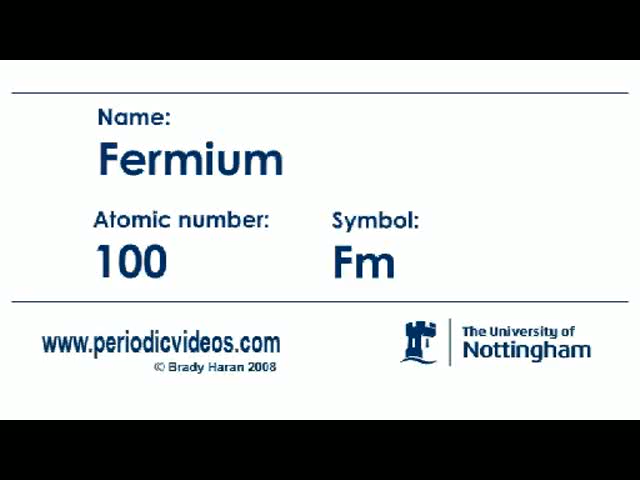 Name:
Fermium
Atomic number:
Symbol:
100
Fm
www.periodicvideos.com
© Brady Haran 2008
The University of
Nottingham